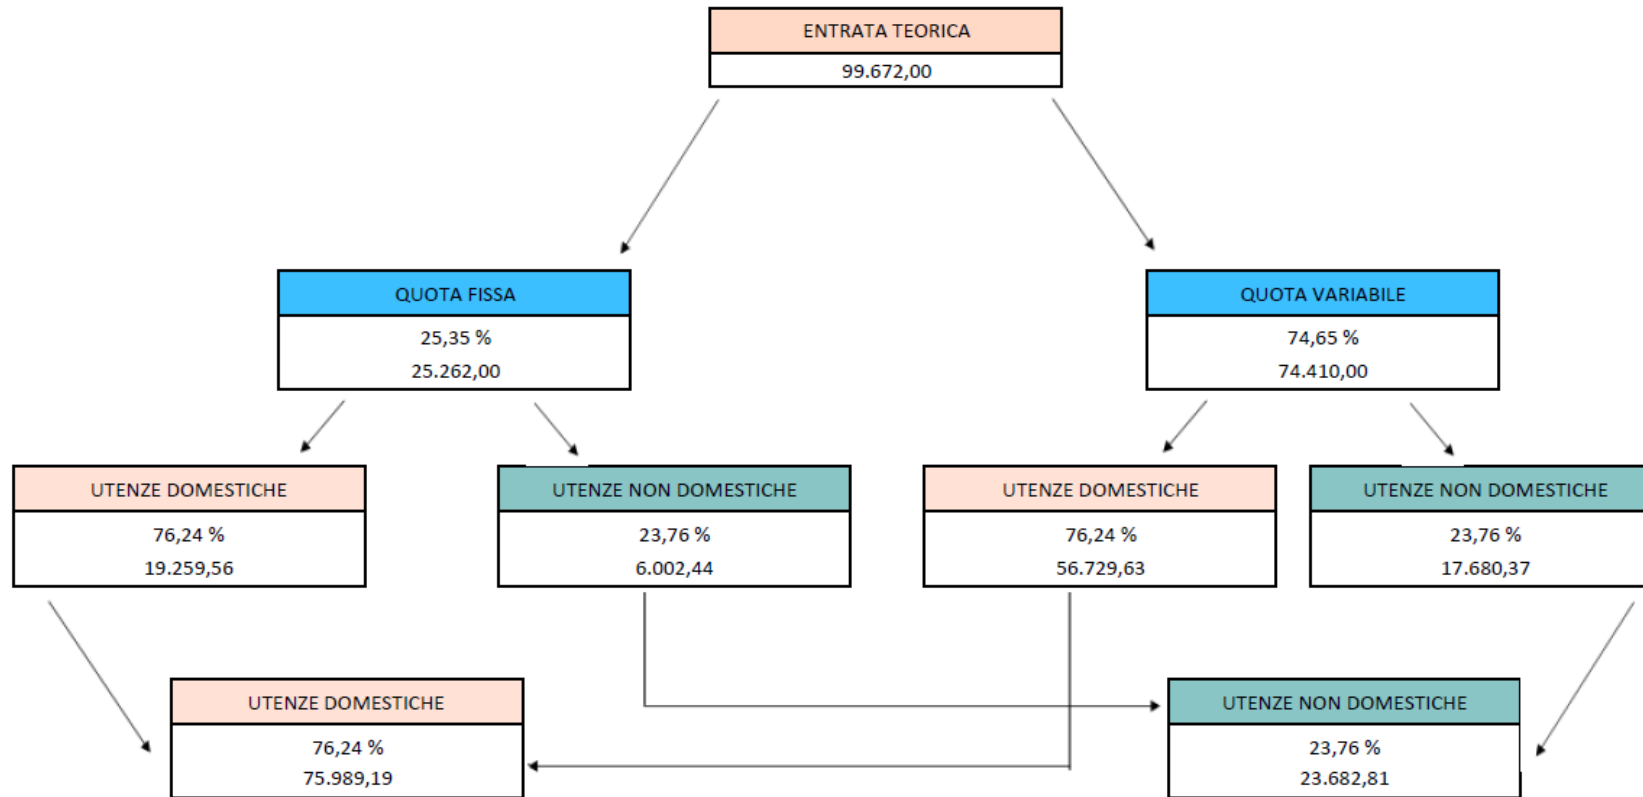 ENTRATA TEORICA
99.672,00
QUOTA FISSA
25,35 %
25.262,00
QUOTA VARIABILE
74,65 %
74.410,00
UTENZE DOMESTICHE
76,24 %
19.259,56
UTENZE NON DOMESTICHE
23,76 %
6.002,44
UTENZE DOMESTICHE
76,24 %
56.729,63
UTENZE NON DOMESTICHE
23,76 %
17.680,37
UTENZE DOMESTICHE
76,24 %
75.989,19
UTENZE NON DOMESTICHE
23,76 %
23.682,81